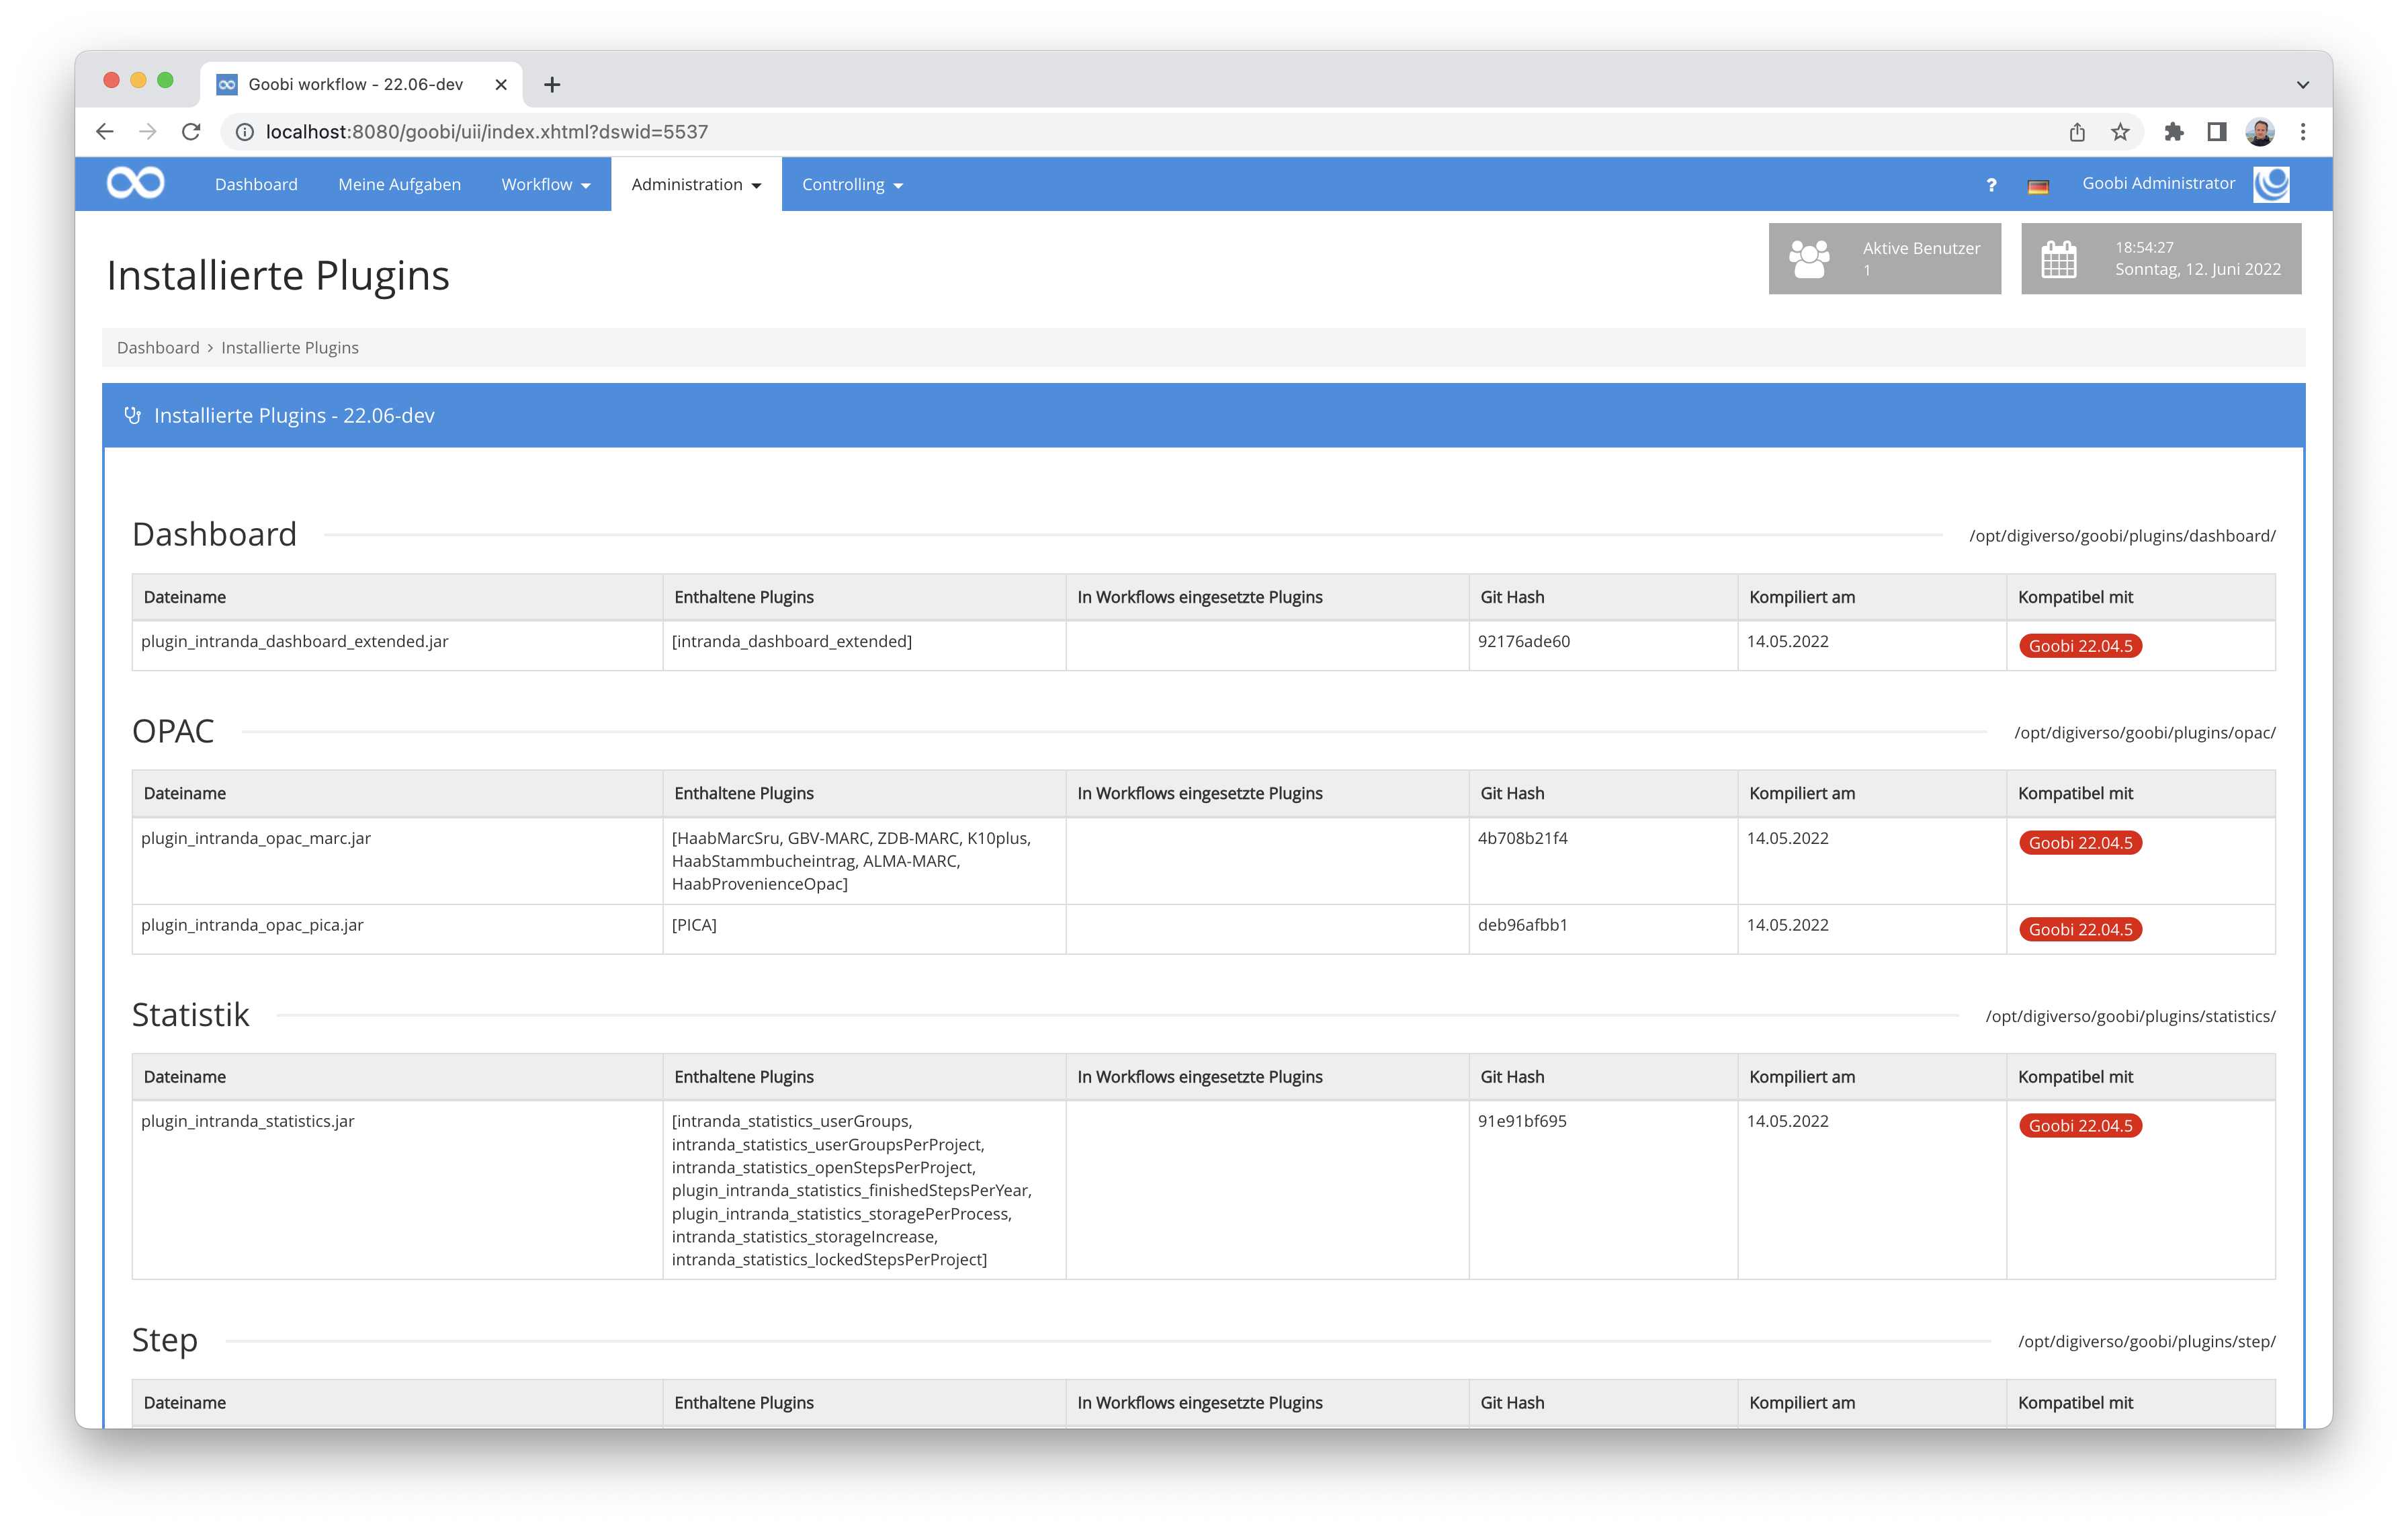 Goobi workflow - 22.06-dev
localhost:8080/goobi/uii/index.xhtml?dswid=5537
Dashboard Meine Aufgaben Workflow Administration Controlling ? Goobi Administrator
Installierte Plugins
Aktive Benutzer
1
18:54:27
Sonntag, 12. Juni 2022
Dashboard > Installierte Plugins
Installierte Plugins - 22.06-dev
Dashboard /opt/digiverso/goobi/plugins/dashboard/
Dateiname Enthaltene Plugins In Workflows eingesetzte Plugins Git Hash Kompiliert am Kompatibel mit
plugin_intranda_dashboard_extended.jar [intranda_dashboard_extended] 92176ade60 14.05.2022 Goobi 22.04.5
OPAC /opt/digiverso/goobi/plugins/opac/
Dateiname Enthaltene Plugins In Workflows eingesetzte Plugins Git Hash Kompiliert am Kompatibel mit
plugin_intranda_opac_marc.jar [HaabMarcSru, GBV-MARC, ZDB-MARC, K10plus, 4b708b21f4 14.05.2022 Goobi 22.04.5
HaabStammbucheintrag, ALMA-MARC,
HaabProvenienceOpac]
plugin_intranda_opac_pica.jar [PICA] deb96afbb1 14.05.2022 Goobi 22.04.5
Statistik /opt/digiverso/goobi/plugins/statistics/
Dateiname Enthaltene Plugins In Workflows eingesetzte Plugins Git Hash Kompiliert am Kompatibel mit
plugin_intranda_statistics.jar [intranda_statistics_userGroups, 91e91bf695 14.05.2022 Goobi 22.04.5
intranda_statistics_userGroupsPerProject,
intranda_statistics_openStepsPerProject,
plugin_intranda_statistics_finishedStepsPerYear,
plugin_intranda_statistics_storagePerProcess,
intranda_statistics_storageIncrease,
intranda_statistics_lockedStepsPerProject]
Step /opt/digiverso/goobi/plugins/step/
Dateiname Enthaltene Plugins In Workflows eingesetzte Plugins Git Hash Kompiliert am Kompatibel mit